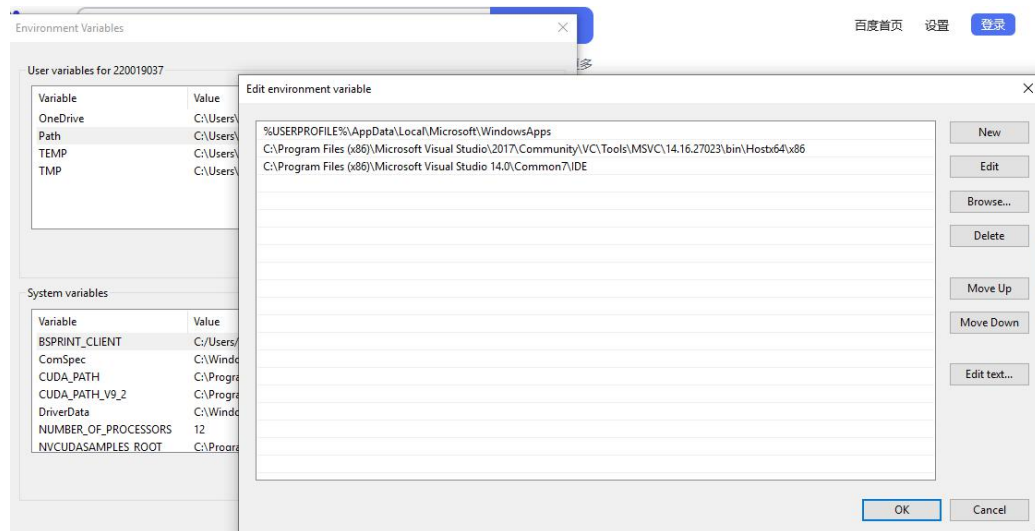 百度首页 设置 登录
Environment Variables
多
User variables for 220019037
Variable Value
OneDrive C:\Users\
Path C:\Users\
TEMP C:\Users\
TMP C:\Users\
System variables
Variable Value
BSPRINT_CLIENT C:/Users/
ComSpec C:\Windo
CUDA_PATH C:\Progra
CUDA_PATH_V9_2 C:\Progra
DriverData C:\Windo
NUMBER_OF_PROCESSORS 12
NVCUDASAMPLES ROOT C:\Progra
Edit environment variable
%USERPROFILE%\AppData\Local\Microsoft\WindowsApps
C:\Program Files (x86)\Microsoft Visual Studio\2017\Community\VC\Tools\MSVC\14.16.27023\bin\Hostx64\x86
C:\Program Files (x86)\Microsoft Visual Studio 14.0\Common7\IDE
New
Edit
Browse...
Delete
Move Up
Move Down
Edit text...
OK Cancel